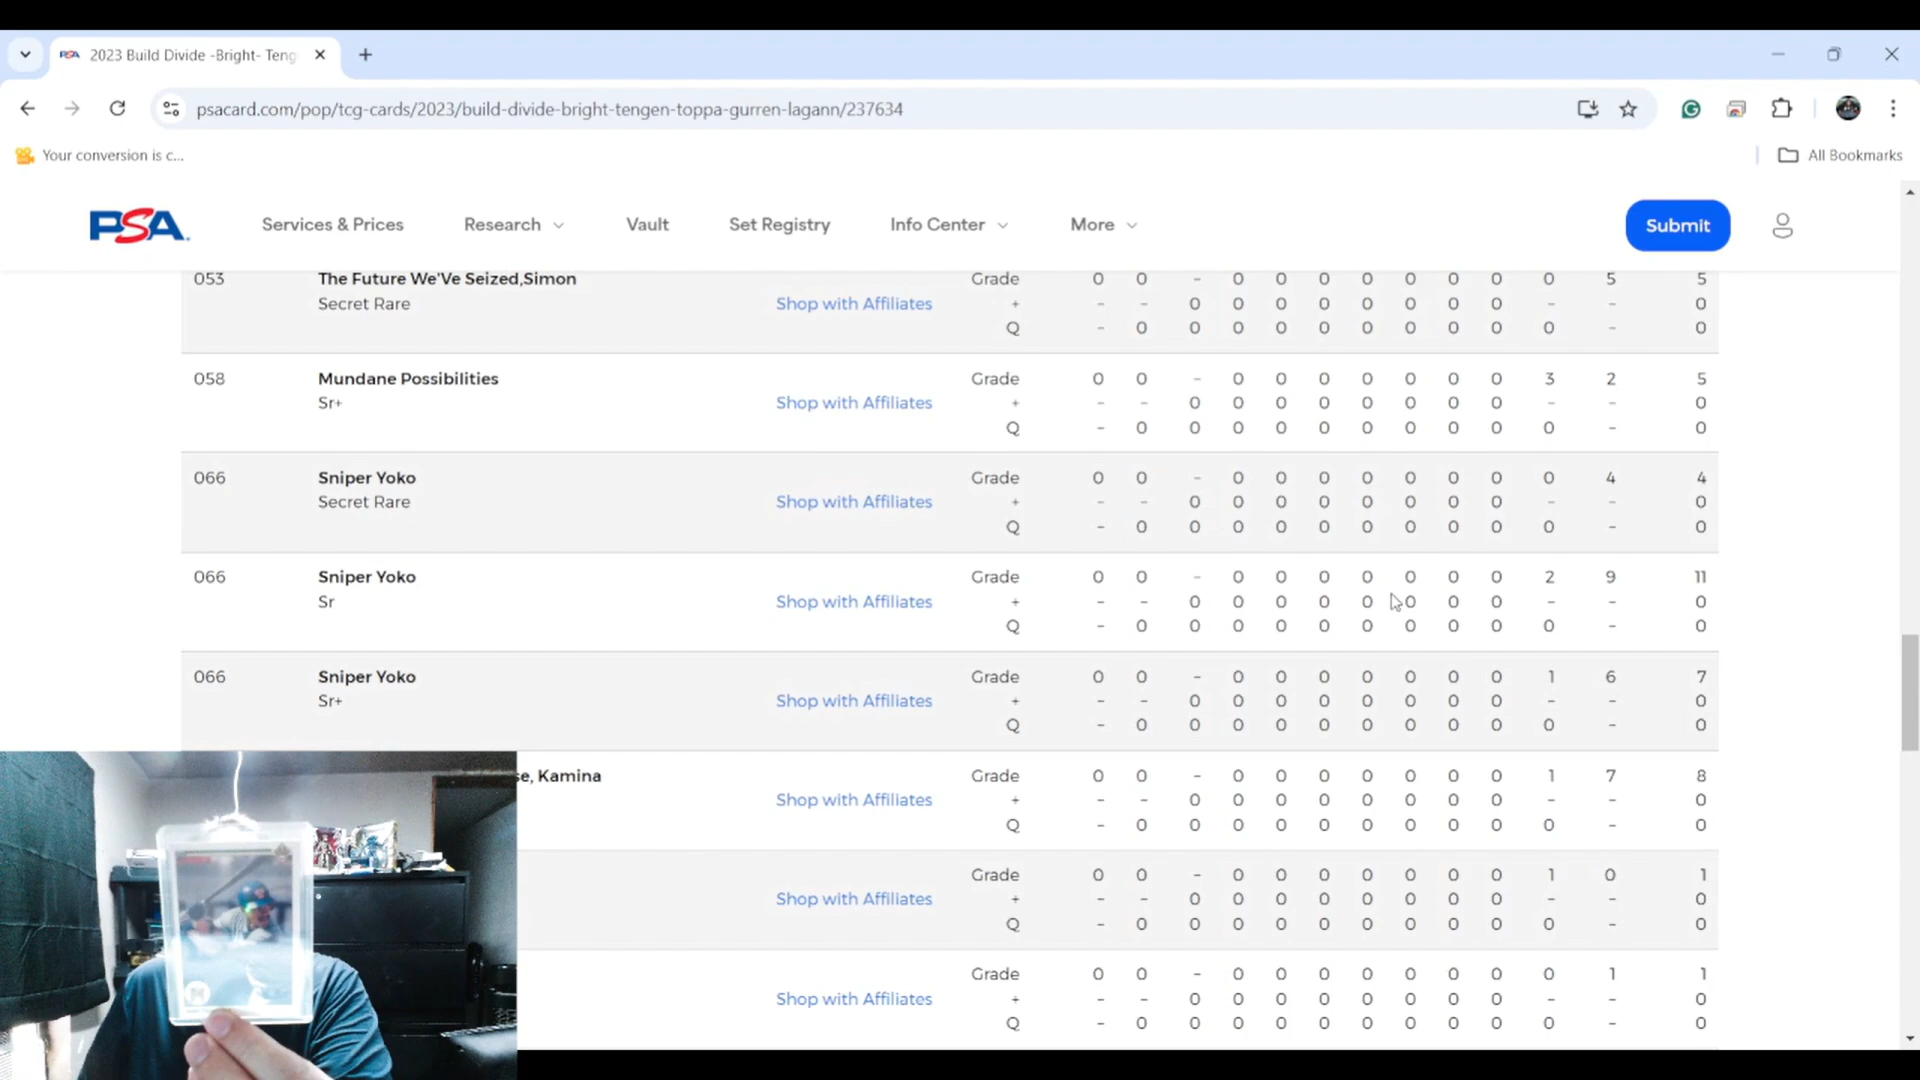 2023 Build Divide -Bright- Teng
psacard.com/pop/tcg-cards/2023/build-divide-bright-tengen-toppa-gurren-lagann/237634
Your conversion is c...
All Bookmarks
PSA
Services & Prices
Research
Vault
Set Registry
Info Center
More
Submit
053 The Future We'Ve Seized,Simon Grade 0 0 - 0 0 0 0 0 0 0 0 5 5
Secret Rare Shop with Affiliates + - - 0 0 0 0 0 0 0 0 - - 0
Q - 0 0 0 0 0 0 0 0 0 0 - 0
058 Mundane Possibilities Grade 0 0 - 0 0 0 0 0 0 0 3 2 5
Sr+ Shop with Affiliates + - - 0 0 0 0 0 0 0 0 - - 0
Q - 0 0 0 0 0 0 0 0 0 0 - 0
066 Sniper Yoko Grade 0 0 - 0 0 0 0 0 0 0 0 4 4
Secret Rare Shop with Affiliates + - - 0 0 0 0 0 0 0 0 - - 0
Q - 0 0 0 0 0 0 0 0 0 0 - 0
066 Sniper Yoko Grade 0 0 - 0 0 0 0 0 0 0 2 9 11
Sr Shop with Affiliates + - - 0 0 0 0 0 0 0 0 - - 0
Q - 0 0 0 0 0 0 0 0 0 0 - 0
066 Sniper Yoko Grade 0 0 - 0 0 0 0 0 0 0 1 6 7
Sr+ Shop with Affiliates + - - 0 0 0 0 0 0 0 0 - - 0
Q - 0 0 0 0 0 0 0 0 0 0 - 0
se, Kamina Grade 0 0 - 0 0 0 0 0 0 0 1 7 8
Shop with Affiliates + - - 0 0 0 0 0 0 0 0 - - 0
Q - 0 0 0 0 0 0 0 0 0 0 - 0
Grade 0 0 - 0 0 0 0 0 0 0 1 0 1
Shop with Affiliates + - - 0 0 0 0 0 0 0 0 - - 0
Q - 0 0 0 0 0 0 0 0 0 0 - 0
Grade 0 0 - 0 0 0 0 0 0 0 0 1 1
Shop with Affiliates + - - 0 0 0 0 0 0 0 0 - - 0
Q - 0 0 0 0 0 0 0 0 0 0 - 0